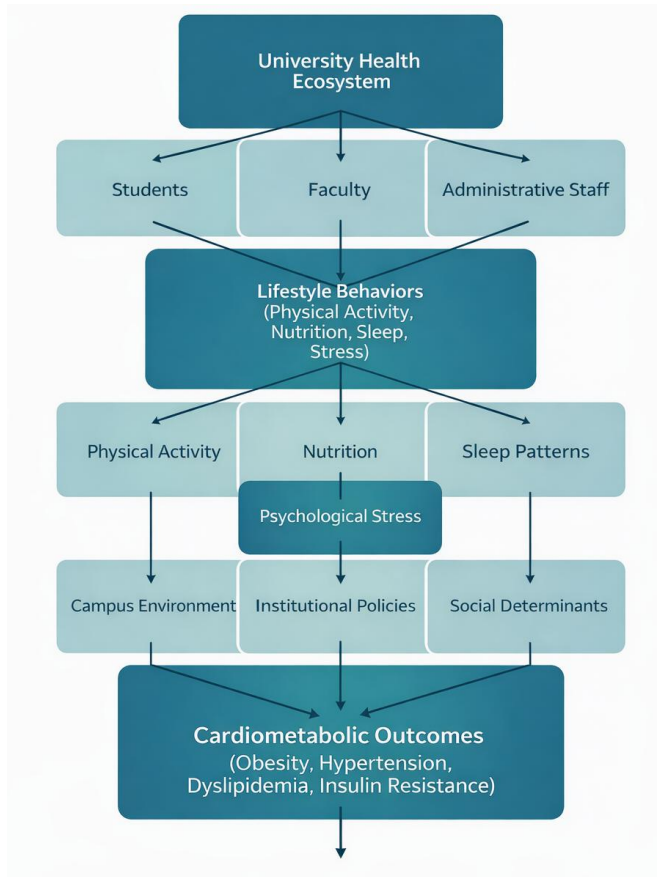 University Health
Ecosystem
Students
Faculty
Administrative Staff
Lifestyle Behaviors
(Physical Activity,
Nutrition, Sleep,
Stress)
Physical Activity
Nutrition
Sleep Patterns
Psychological Stress
Campus Environment
Institutional Policies
Social Determinants
Cardiometabolic Outcomes
(Obesity, Hypertension,
Dyslipidemia, Insulin Resistance)